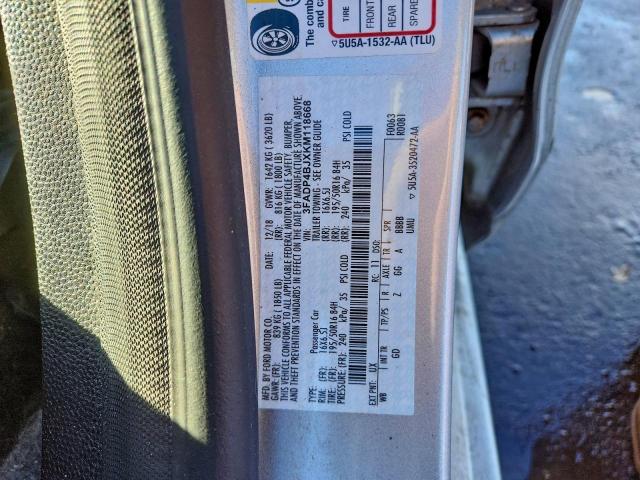 The comb
and ca
TIRE
FRONT
REAR
SPARE
▽ 5U5A-1532-AA (TLU)
MFD. BY FORD MOTOR CO.
DATE: 12/18 GVWR: 1642 KG ( 3620 LB)
GAWR:(FR): 839 KG ( 1850 LB) (RR): 816 KG ( 1800 LB)
THIS VEHICLE CONFORMS TO ALL APPLICABLE FEDERAL MOTOR VEHICLE SAFETY, BUMPER,
AND THEFT PREVENTION STANDARDS IN EFFECT ON THE DATE OF MANUFACTURE SHOWN ABOVE.
VIN: 3FADP4BJXKM118668
TYPE: Passenger Car TRAILER TOWING - SEE OWNER GUIDE
RIM: (FR): 16X6.5J (RR): 16X6.5J
TIRE: (FR): 195/50R16 84H (RR): 195/50R16 84H
PRESSURE:(FR): 240 kPa/ 35 PSI COLD (RR): 240 kPa/ 35 PSI COLD
EXT PNT: UX RC: 11 DSO: F0063
R0081
WB INT TR TP/PS R AXLE TR SPR
GD Z GG A BBBB
UMU
▽ 5U5A-3520472-AA